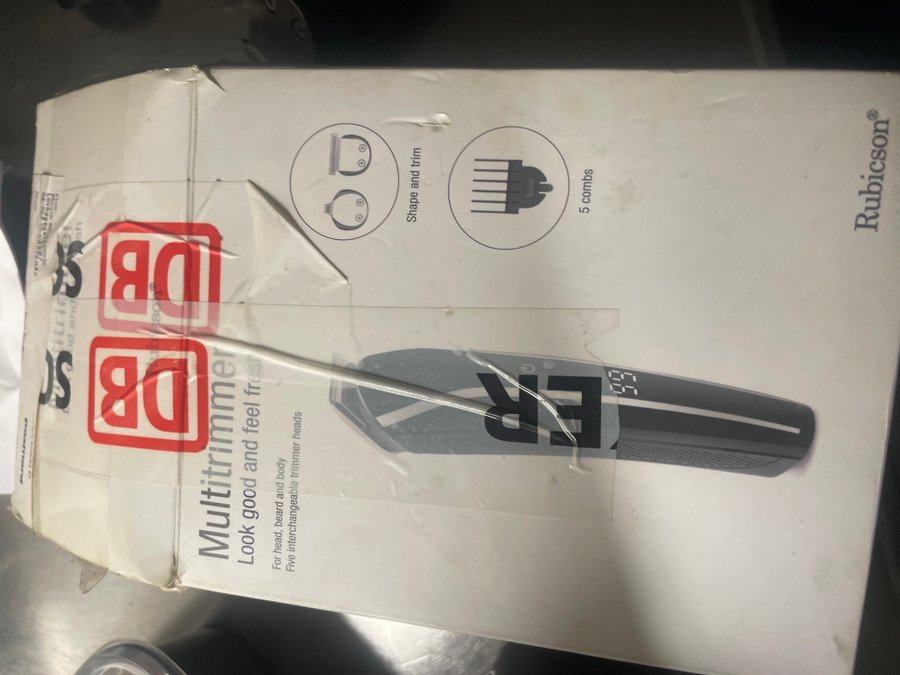 Multitrimmer
Look good and feel fresh
For head, beard and body
Five interchangeable trimmer heads
Shape and trim
5 combs
Rubicson®
DB
DB
ER